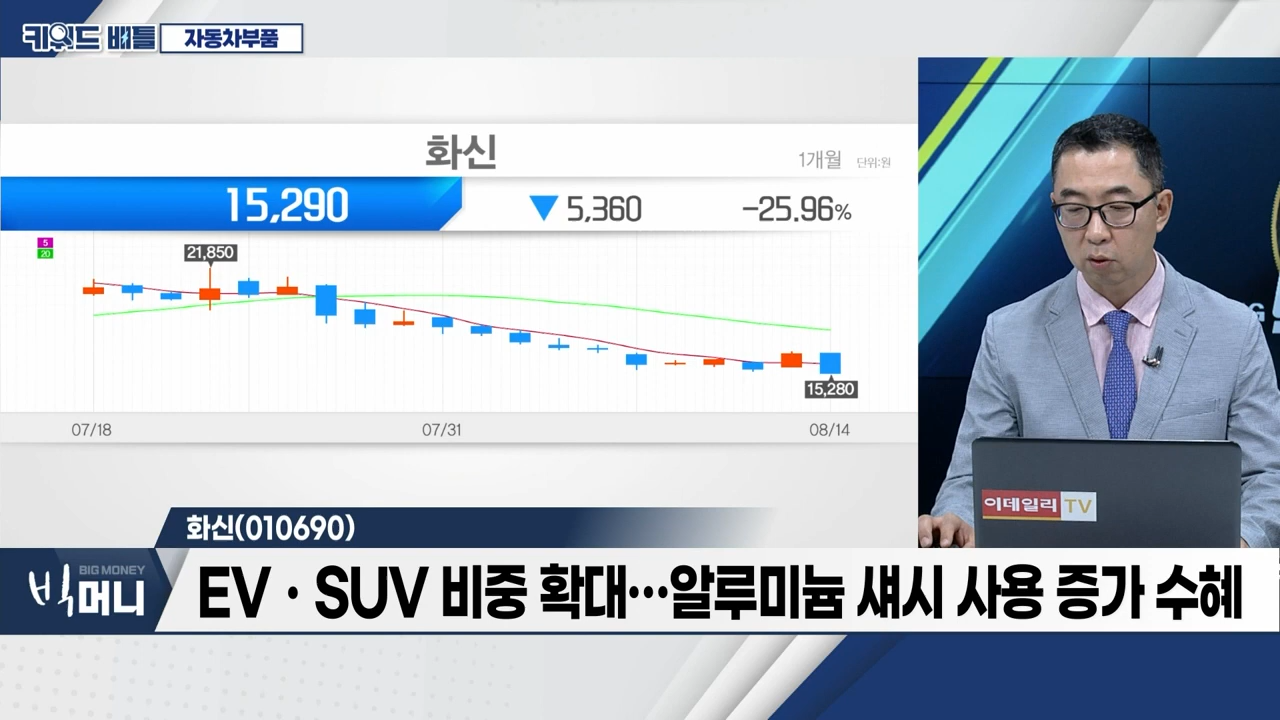 키워드 배틀 자동차부품
화신
1개월 단위:원
15,290 ▼ 5,360 -25.96%
5
20
21,850
15,280
07/18 07/31 08/14
이데일리 TV
화신(010690)
BIG MONEY
빅머니
EV·SUV 비중 확대…알루미늄 섀시 사용 증가 수혜